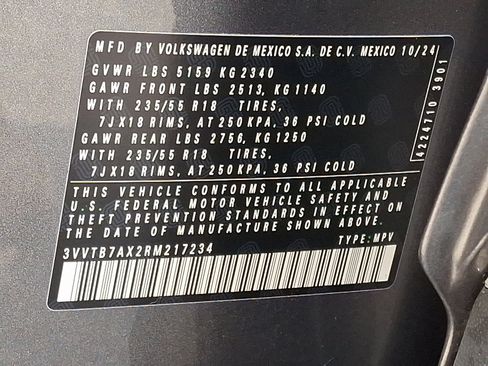 MFD BY VOLKSWAGEN DE MEXICO S.A. DE C.V. MEXICO 10/24
GVWR LBS 5159 KG 2340
GAWR FRONT LBS 2513, KG 1140
WITH 235/55 R18 TIRES,
7JX18 RIMS, AT 250 KPA, 36 PSI COLD
GAWR REAR LBS 2756, KG 1250
WITH 235/55 R18 TIRES,
7JX18 RIMS, AT 250 KPA, 36 PSI COLD
THIS VEHICLE CONFORMS TO ALL APPLICABLE
U.S. FEDERAL MOTOR VEHICLE SAFETY AND
THEFT PREVENTION STANDARDS IN EFFECT ON THE
DATE OF MANUFACTURE SHOWN ABOVE.
3VVTB7AX2RM217234 TYPE: MPV
4224710 3901